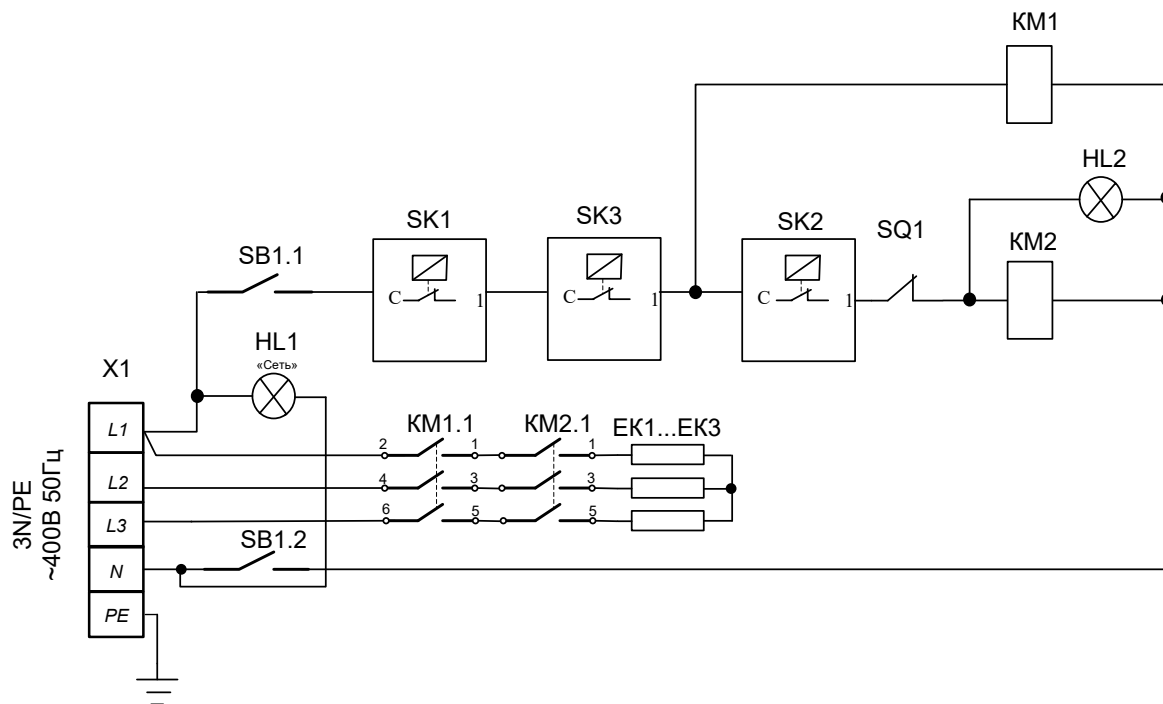 KM1
HL2
SK1
SK3
SK2
SQ1
KM2
SB1.1
C 1
C 1
C 1
HL1
«Сеть»
X1
3N/PE
~400В 50Гц
L1
L2
L3
N
PE
KM1.1
KM2.1
EK1...EK3
2 1 1
4 3 3
6 5 5
SB1.2